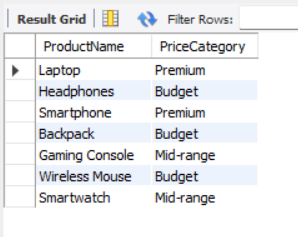 Result Grid Filter Rows:
ProductName PriceCategory
Laptop Premium
Headphones Budget
Smartphone Premium
Backpack Budget
Gaming Console Mid-range
Wireless Mouse Budget
Smartwatch Mid-range